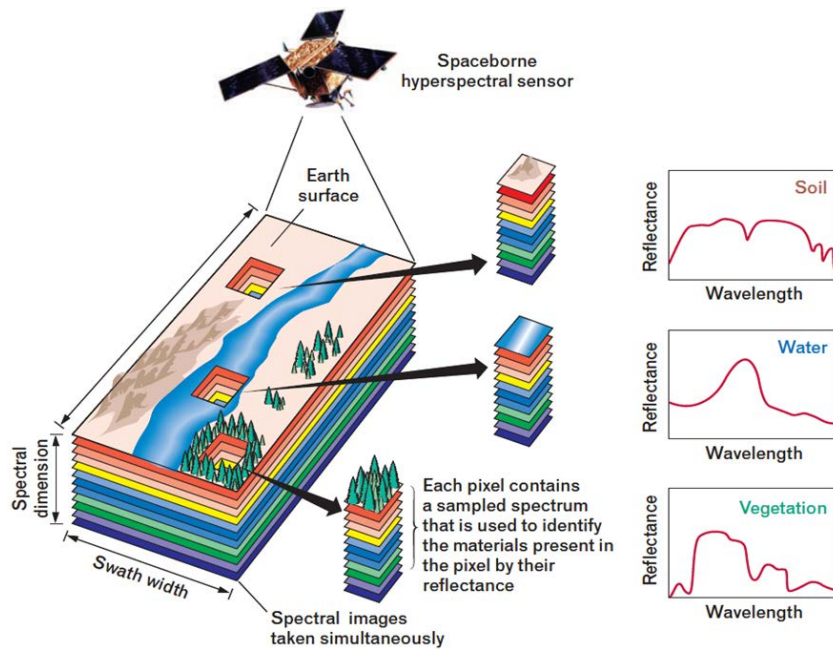 Spaceborne
hyperspectral sensor
Earth
surface
Soil
Reflectance
Wavelength
Water
Reflectance
Wavelength
Spectral
dimension
Swath width
Each pixel contains
a sampled spectrum
that is used to identify
the materials present in
the pixel by their
reflectance
Vegetation
Reflectance
Wavelength
Spectral images
taken simultaneously